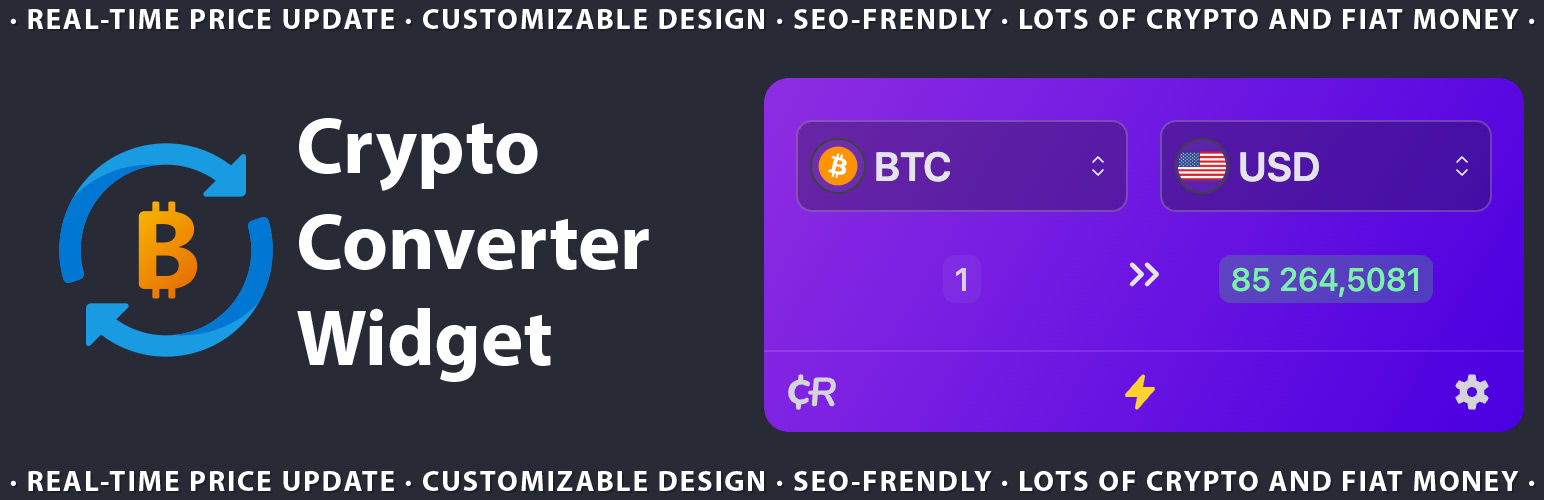 · REAL-TIME PRICE UPDATE · CUSTOMIZABLE DESIGN · SEO-FRENDLY · LOTS OF CRYPTO AND FIAT MONEY ·
Crypto
Converter
Widget
BTC
USD
1
85 264,5081
¢R
· REAL-TIME PRICE UPDATE · CUSTOMIZABLE DESIGN · SEO-FRENDLY · LOTS OF CRYPTO AND FIAT MONEY ·